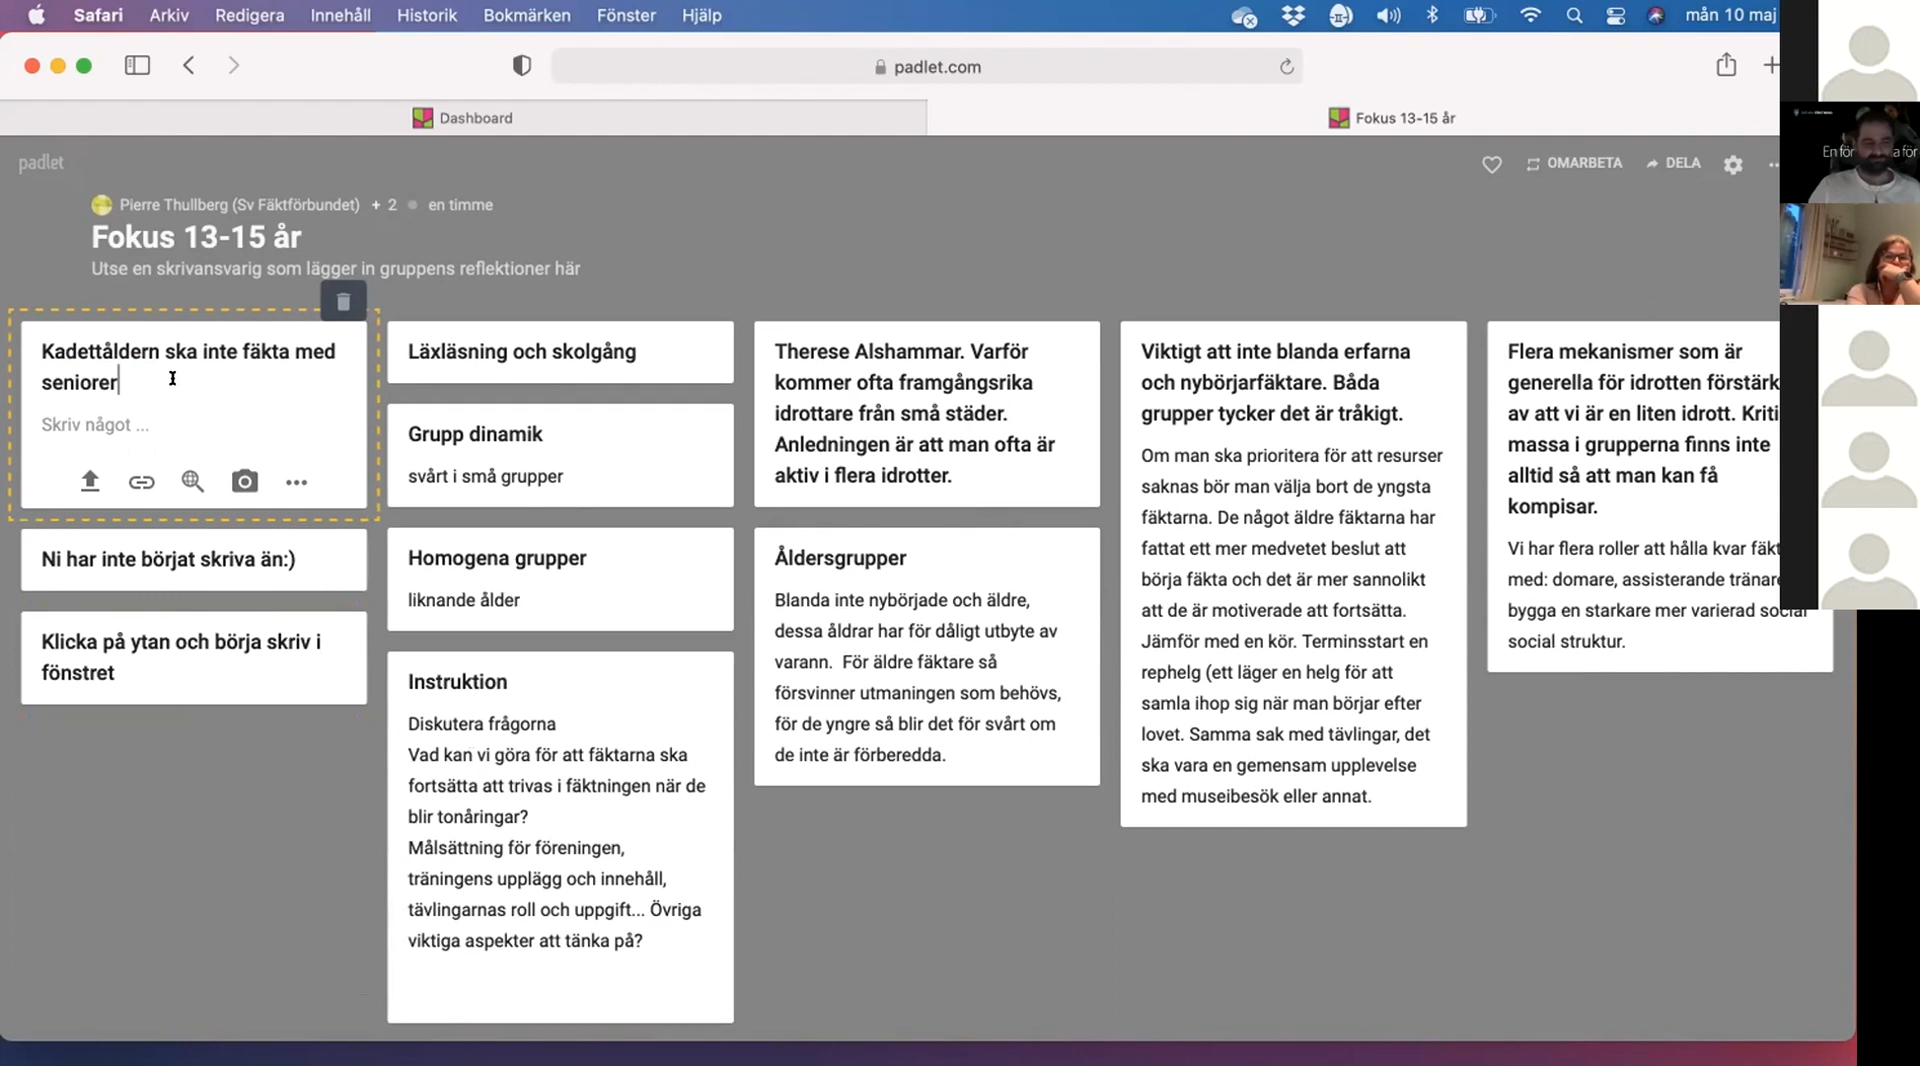 Safari Arkiv Redigera Innehåll Historik Bokmärken Fönster Hjälp mån 10 maj
padlet.com
Dashboard
Fokus 13-15 år
padlet
OMARBETA DELA
Pierre Thullberg (Sv Fäktförbundet) + 2 en timme
Fokus 13-15 år
Utse en skrivansvarig som lägger in gruppens reflektioner här
Kadettåldern ska inte fäkta med
seniorer
Skriv något ...
Ni har inte börjat skriva än:)
Klicka på ytan och börja skriv i
fönstret
Läxläsning och skolgång
Grupp dinamik
svårt i små grupper
Homogena grupper
liknande ålder
Instruktion
Diskutera frågorna
Vad kan vi göra för att fäktarna ska
fortsätta att trivas i fäktningen när de
blir tonåringar?
Målsättning för föreningen,
träningens upplägg och innehåll,
tävlingarnas roll och uppgift... Övriga
viktiga aspekter att tänka på?
Therese Alshammar. Varför
kommer ofta framgångsrika
idrottare från små städer.
Anledningen är att man ofta är
aktiv i flera idrotter.
Åldersgrupper
Blanda inte nybörjade och äldre,
dessa åldrar har för dåligt utbyte av
varann. För äldre fäktare så
försvinner utmaningen som behövs,
för de yngre så blir det för svårt om
de inte är förberedda.
Viktigt att inte blanda erfarna
och nybörjarfäktare. Båda
grupper tycker det är tråkigt.
Om man ska prioritera för att resurser
saknas bör man välja bort de yngsta
fäktarna. De något äldre fäktarna har
fattat ett mer medvetet beslut att
börja fäkta och det är mer sannolikt
att de är motiverade att fortsätta.
Jämför med en kör. Terminsstart en
rephelg (ett läger en helg för att
samla ihop sig när man börjar efter
lovet. Samma sak med tävlingar, det
ska vara en gemensam upplevelse
med museibesök eller annat.
Flera mekanismer som är
generella för idrotten förstärk
av att vi är en liten idrott. Kriti
massa i grupperna finns inte
alltid så att man kan få
kompisar.
Vi har flera roller att hålla kvar fäkt
med: domare, assisterande tränare
bygga en starkare mer varierad social
social struktur.
En för a för